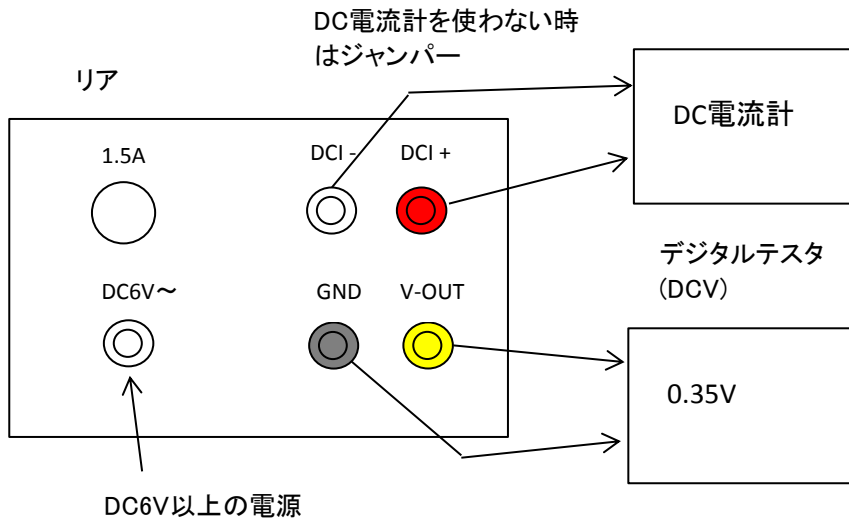 DC電流計を使わない時
はジャンパー
リア
DC電流計
1.5A
DCI -
DCI +
デジタルテスタ
(DCV)
DC6V～
GND
V-OUT
0.35V
DC6V以上の電源